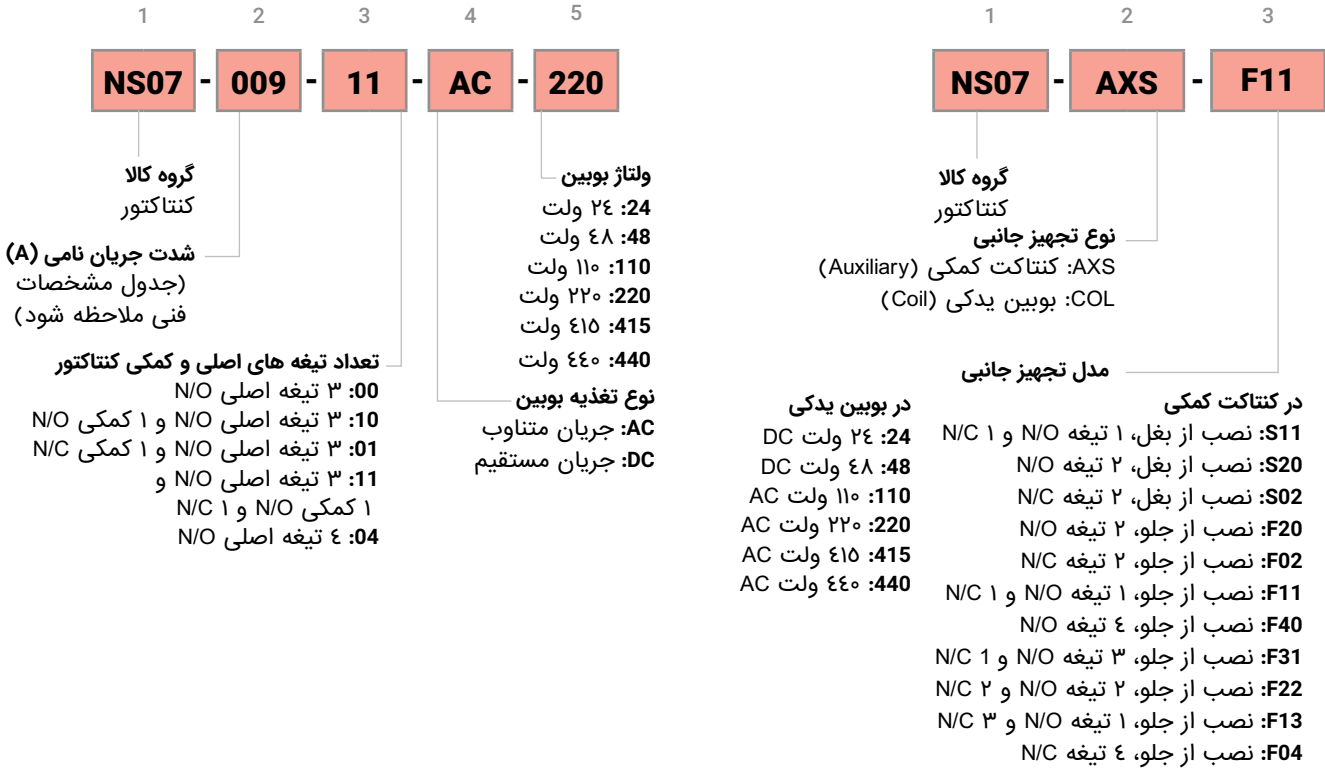 1 2 3 4 5
NS07 - 009 - 11 - AC - 220
گروه کالا
کنتاکتور
شدت جریان نامی (A)
(جدول مشخصات
فنی ملاحظه شود)
تعداد تیغه های اصلی و کمکی کنتاکتور
00: ۳ تیغه اصلی N/O
10: ۳ تیغه اصلی N/O و ۱ کمکی N/O
01: ۳ تیغه اصلی N/O و ۱ کمکی N/C
11: ۳ تیغه اصلی N/O و
۱ کمکی N/O و ۱ N/C
04: ٤ تیغه اصلی N/O
ولتاژ بوبین
24: ۲٤ ولت
48: ٤۸ ولت
110: ۱۱۰ ولت
220: ۲۲۰ ولت
415: ٤۱٥ ولت
440: ٤٤۰ ولت
نوع تغذیه بوبین
AC: جریان متناوب
DC: جریان مستقیم
1 2 3
NS07 - AXS - F11
گروه کالا
کنتاکتور
نوع تجهیز جانبی
AXS: کنتاکت کمکی (Auxiliary)
COL: بوبین یدکی (Coil)
مدل تجهیز جانبی
در کنتاکت کمکی
S11: نصب از بغل، ۱ تیغه N/O و ۱ N/C
S20: نصب از بغل، ۲ تیغه N/O
S02: نصب از بغل، ۲ تیغه N/C
F20: نصب از جلو، ۲ تیغه N/O
F02: نصب از جلو، ۲ تیغه N/C
F11: نصب از جلو، ۱ تیغه N/O و ۱ N/C
F40: نصب از جلو، ٤ تیغه N/O
F31: نصب از جلو، ۳ تیغه N/O و 1 N/C
F22: نصب از جلو، ۲ تیغه N/O و ۲ N/C
F13: نصب از جلو، ۱ تیغه N/O و ۳ N/C
F04: نصب از جلو، ٤ تیغه N/C
در بوبین یدکی
24: ۲٤ ولت DC
48: ٤۸ ولت DC
110: ۱۱۰ ولت AC
220: ۲۲۰ ولت AC
415: ٤۱٥ ولت AC
440: ٤٤۰ ولت AC